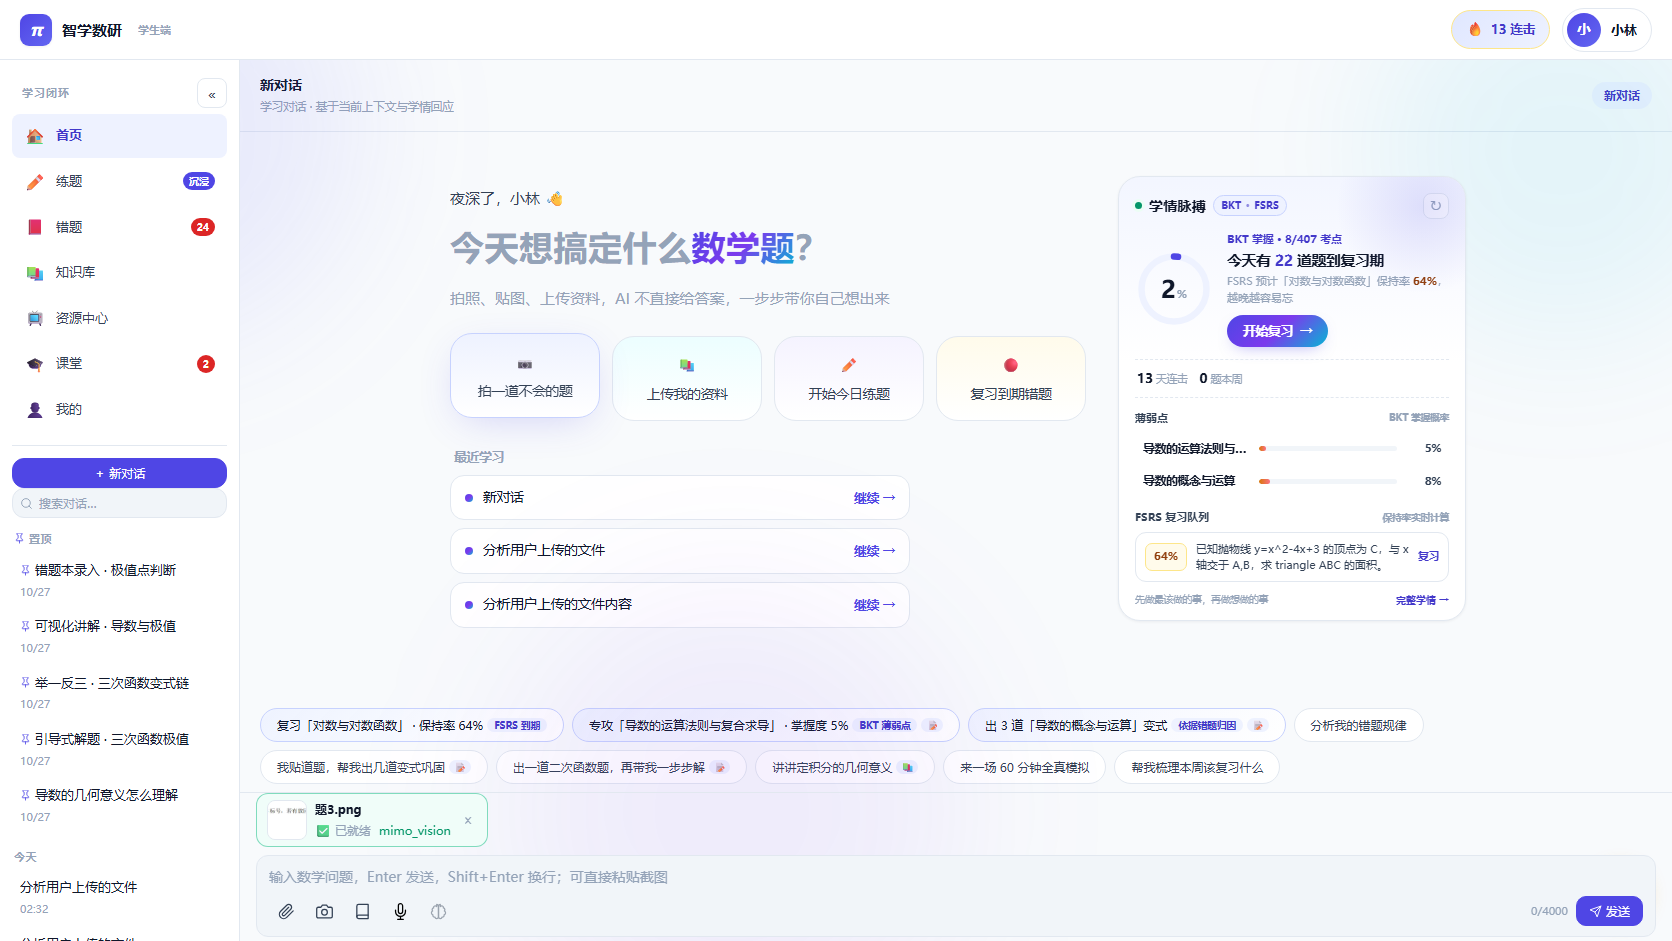 π 智学数研 学生端
13 连击 小 小林
学习闭环 «
首页
练题 沉浸
错题 24
知识库
资源中心
课堂 2
我的
+ 新对话
搜索对话...
置顶
错题本录入 · 极值点判断
10/27
可视化讲解 · 导数与极值
10/27
举一反三 · 三次函数变式链
10/27
引导式解题 · 三次函数极值
10/27
导数的几何意义怎么理解
10/27
今天
分析用户上传的文件
02:32
新对话
学习对话 · 基于当前上下文与学情回应
新对话
夜深了，小林
今天想搞定什么数学题?
拍照、贴图、上传资料，AI 不直接给答案，一步步带你自己想出来
拍一道不会的题
上传我的资料
开始今日练题
复习到期错题
最近学习
新对话 继续 →
分析用户上传的文件 继续 →
分析用户上传的文件内容 继续 →
学情脉搏 BKT · FSRS ↻
2%
BKT 掌握 • 8/407 考点
今天有 22 道题到复习期
FSRS 预计「对数与对数函数」保持率 64%，
越晚越容易忘
开始复习 →
13 天连击 0 题本周
薄弱点 BKT 掌握概率
导数的运算法则与... 5%
导数的概念与运算 8%
FSRS 复习队列 保持率实时计算
64% 已知抛物线 y=x^2-4x+3 的顶点为 C，与 x
轴交于 A,B，求 triangle ABC 的面积。 复习
先做最该做的事，再做想做的事 完整学情 →
复习「对数与对数函数」 · 保持率 64% FSRS 到期
专攻「导数的运算法则与复合求导」 · 掌握度 5% BKT 薄弱点
出 3 道「导数的概念与运算」变式 依据错题归因
分析我的错题规律
我贴道题，帮我出几道变式巩固
出一道二次函数题，再带我一步步解
讲讲定积分的几何意义
来一场 60 分钟全真模拟
帮我梳理本周该复习什么
题3.png
已就绪 mimo_vision ×
输入数学问题，Enter 发送，Shift+Enter 换行；可直接粘贴截图
0/4000 发送